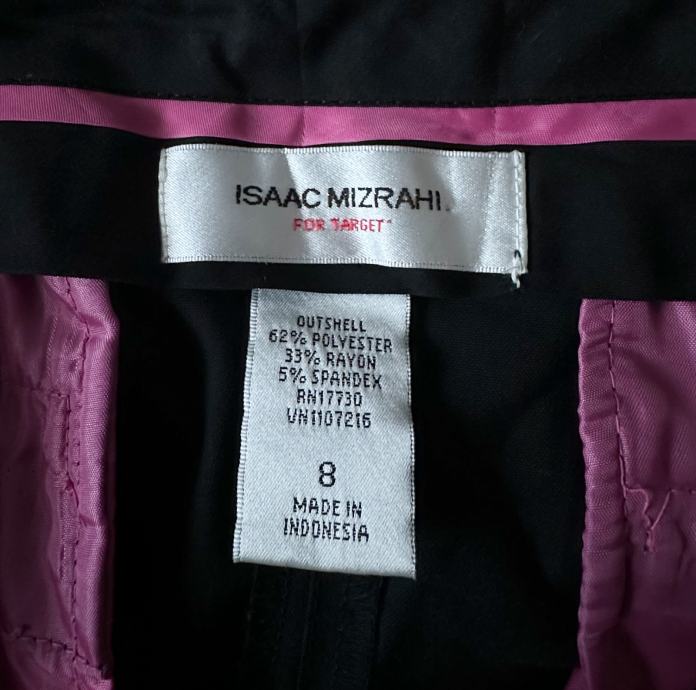 ISAAC MIZRAHI
FOR TARGET
OUTSHELL
62% POLYESTER
33% RAYON
5% SPANDEX
RN17730
VN1107216
8
MADE IN
INDONESIA